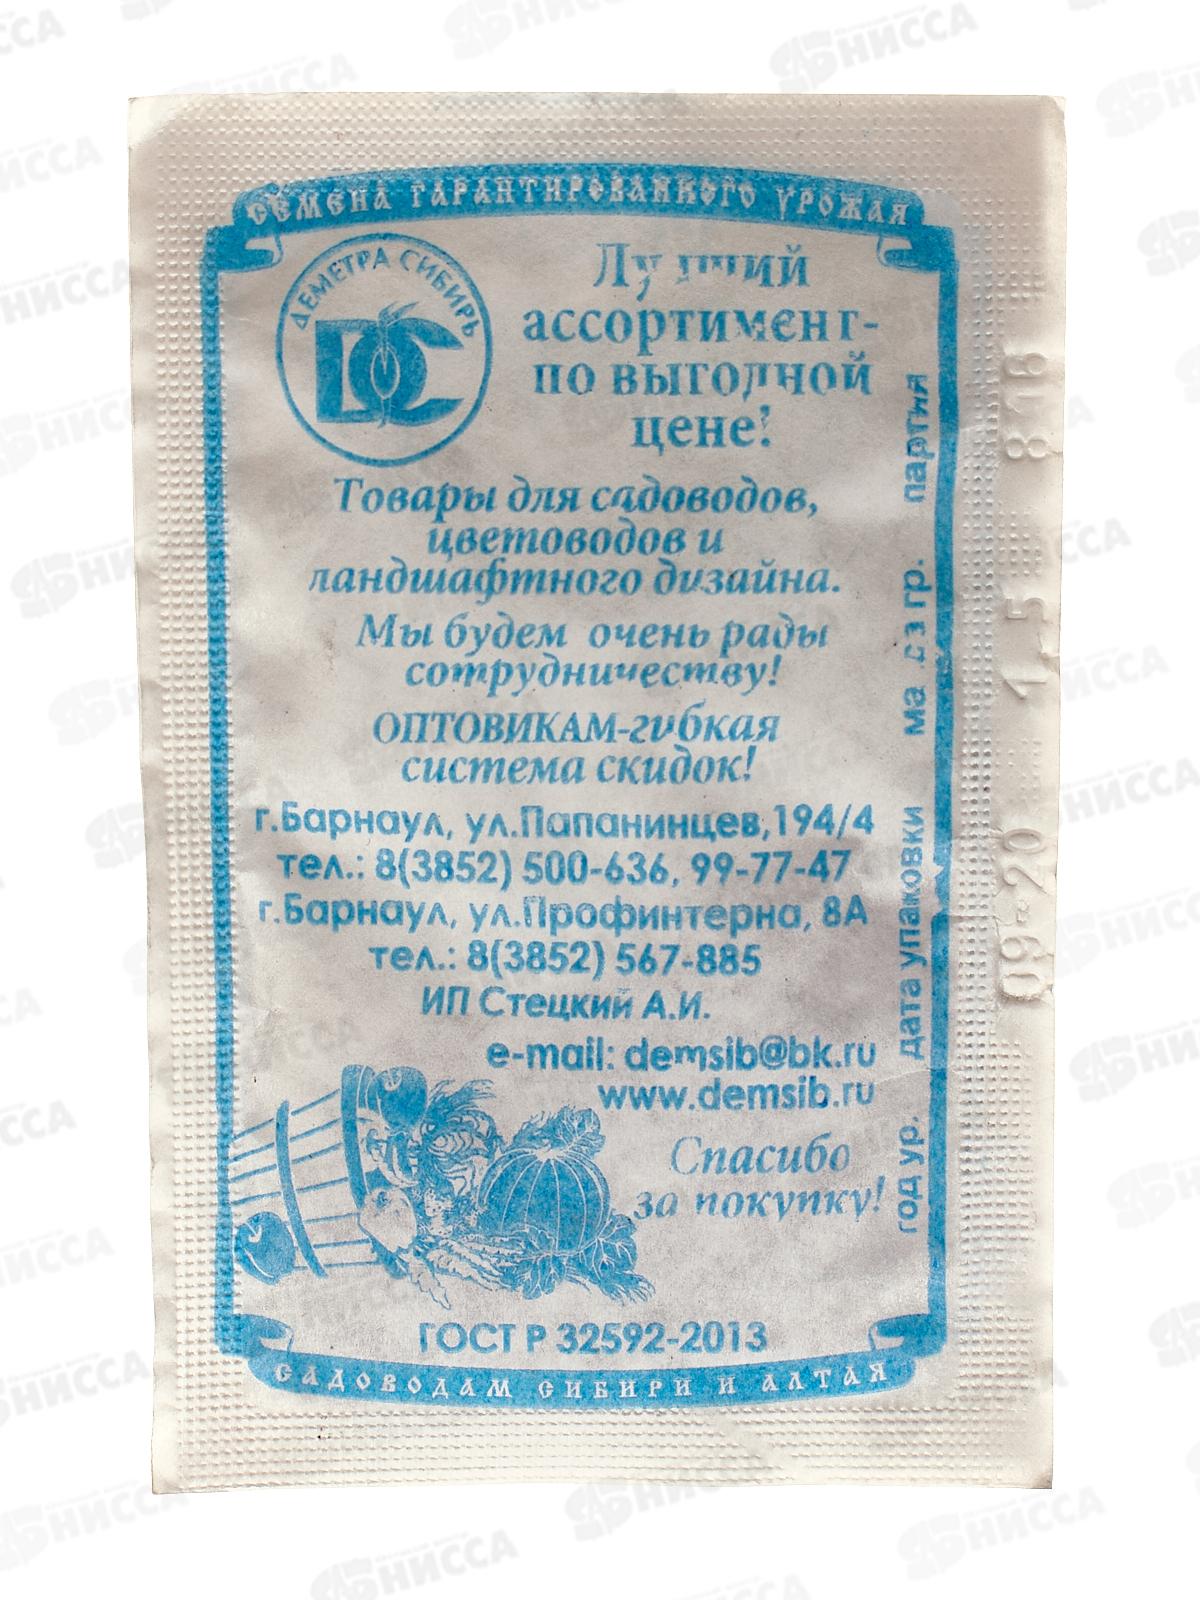 СЕМЕНА ГАРАНТИРОВАННОГО УРОЖАЯ
ДЕМЕТРА СИБИРЬ
DC
Лучший
ассортимент-
по выгодной
цене!
Товары для садоводов,
цветоводов и
ландшафтного дизайна.
Мы будем очень рады
сотрудничеству!
ОПТОВИКАМ-гибкая
система скидок!
г.Барнаул, ул.Папанинцев,194/4
тел.: 8(3852) 500-636, 99-77-47
г.Барнаул, ул.Профинтерна, 8А
тел.: 8(3852) 567-885
ИП Стецкий А.И.
e-mail: demsib@bk.ru
www.demsib.ru
Спасибо
за покупку!
ГОСТ Р 32592-2013
САДОВОДАМ СИБИРИ И АЛТАЯ
год ур. дата упаковки масса гр. партия
09-20 1.5 816
НИССА